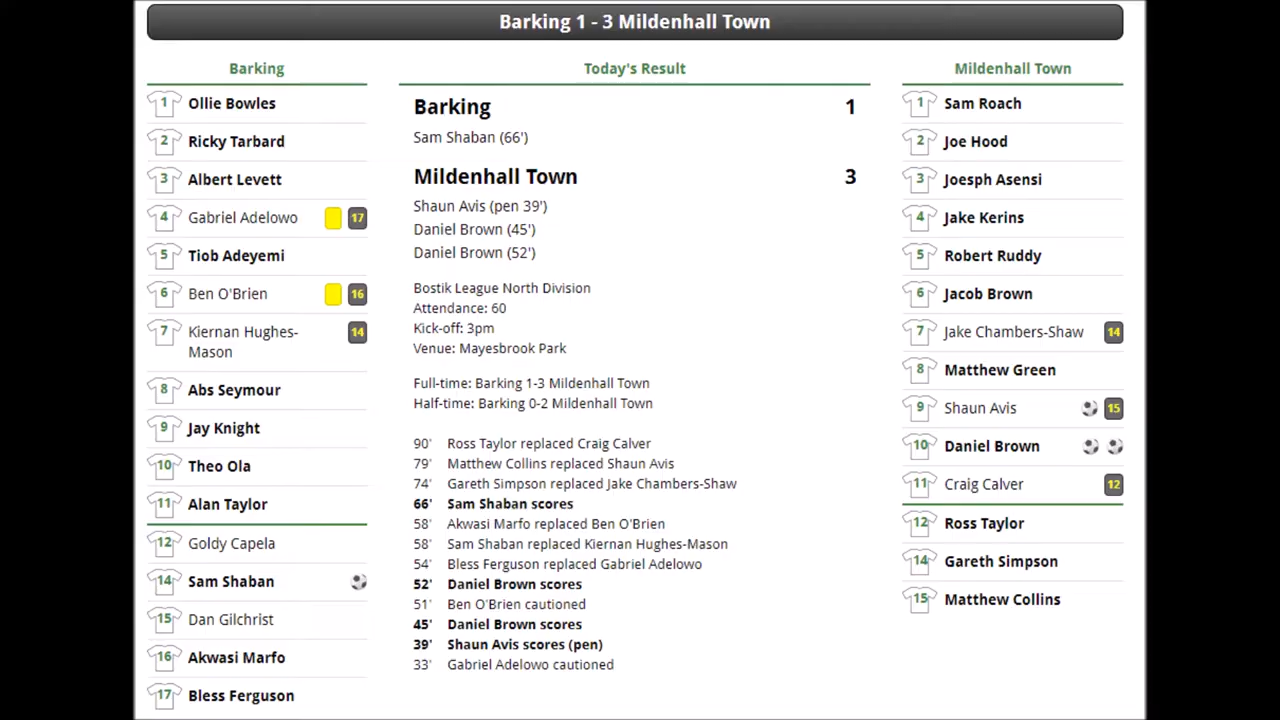 Barking 1 - 3 Mildenhall Town
Barking
1 Ollie Bowles
2 Ricky Tarbard
3 Albert Levett
4 Gabriel Adelowo 17
5 Tiob Adeyemi
6 Ben O'Brien 16
7 Kiernan Hughes-
Mason 14
8 Abs Seymour
9 Jay Knight
10 Theo Ola
11 Alan Taylor
12 Goldy Capela
14 Sam Shaban
15 Dan Gilchrist
16 Akwasi Marfo
17 Bless Ferguson
Today's Result
Barking 1
Sam Shaban (66')
Mildenhall Town 3
Shaun Avis (pen 39')
Daniel Brown (45')
Daniel Brown (52')
Bostik League North Division
Attendance: 60
Kick-off: 3pm
Venue: Mayesbrook Park
Full-time: Barking 1-3 Mildenhall Town
Half-time: Barking 0-2 Mildenhall Town
90' Ross Taylor replaced Craig Calver
79' Matthew Collins replaced Shaun Avis
74' Gareth Simpson replaced Jake Chambers-Shaw
66' Sam Shaban scores
58' Akwasi Marfo replaced Ben O'Brien
58' Sam Shaban replaced Kiernan Hughes-Mason
54' Bless Ferguson replaced Gabriel Adelowo
52' Daniel Brown scores
51' Ben O'Brien cautioned
45' Daniel Brown scores
39' Shaun Avis scores (pen)
33' Gabriel Adelowo cautioned
Mildenhall Town
1 Sam Roach
2 Joe Hood
3 Joesph Asensi
4 Jake Kerins
5 Robert Ruddy
6 Jacob Brown
7 Jake Chambers-Shaw 14
8 Matthew Green
9 Shaun Avis 15
10 Daniel Brown
11 Craig Calver 12
12 Ross Taylor
14 Gareth Simpson
15 Matthew Collins